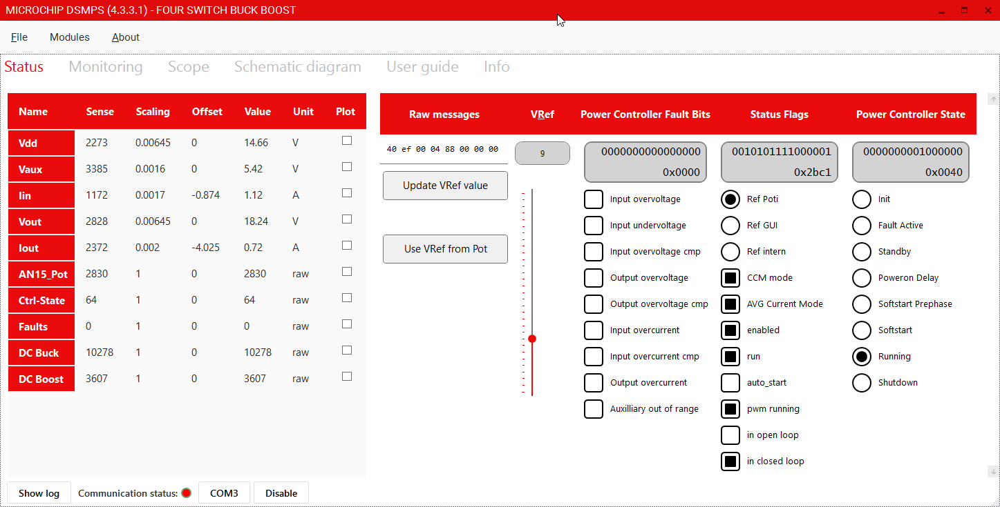 MICROCHIP DSMPS (4.3.3.1) - FOUR SWITCH BUCK BOOST
File Modules About
Status Monitoring Scope Schematic diagram User guide Info
Name Sense Scaling Offset Value Unit Plot
Vdd 2273 0.00645 0 14.66 V
Vaux 3385 0.0016 0 5.42 V
Iin 1172 0.0017 -0.874 1.12 A
Vout 2828 0.00645 0 18.24 V
Iout 2372 0.002 -4.025 0.72 A
AN15_Pot 2830 1 0 2830 raw
Ctrl-State 64 1 0 64 raw
Faults 0 1 0 0 raw
DC Buck 10278 1 0 10278 raw
DC Boost 3607 1 0 3607 raw
Raw messages VRef Power Controller Fault Bits Status Flags Power Controller State
40 ef 00 04 88 00 00 00
Update VRef value
Use VRef from Pot
9
0000000000000000
0x0000
Input overvoltage
Input undervoltage
Input overvoltage cmp
Output overvoltage
Output overvoltage cmp
Input overcurrent
Input overcurrent cmp
Output overcurrent
Auxilliary out of range
0010101111000001
0x2bc1
Ref Poti
Ref GUI
Ref intern
CCM mode
AVG Current Mode
enabled
run
auto_start
pwm running
in open loop
in closed loop
0000000001000000
0x0040
Init
Fault Active
Standby
Poweron Delay
Softstart Prephase
Softstart
Running
Shutdown
Show log Communication status: COM3 Disable